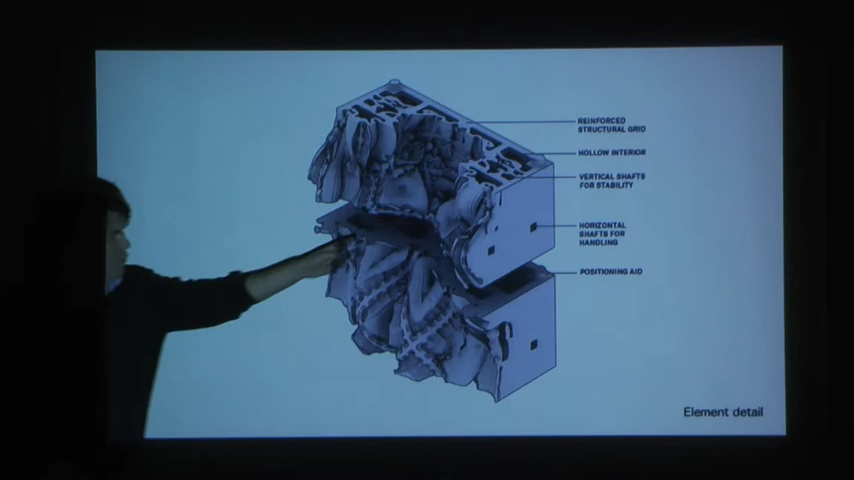 REINFORCED
STRUCTURAL GRID
HOLLOW INTERIOR
VERTICAL SHAFTS
FOR STABILITY
HORIZONTAL
SHAFTS FOR
HANDLING
POSITIONING AID
Element detail